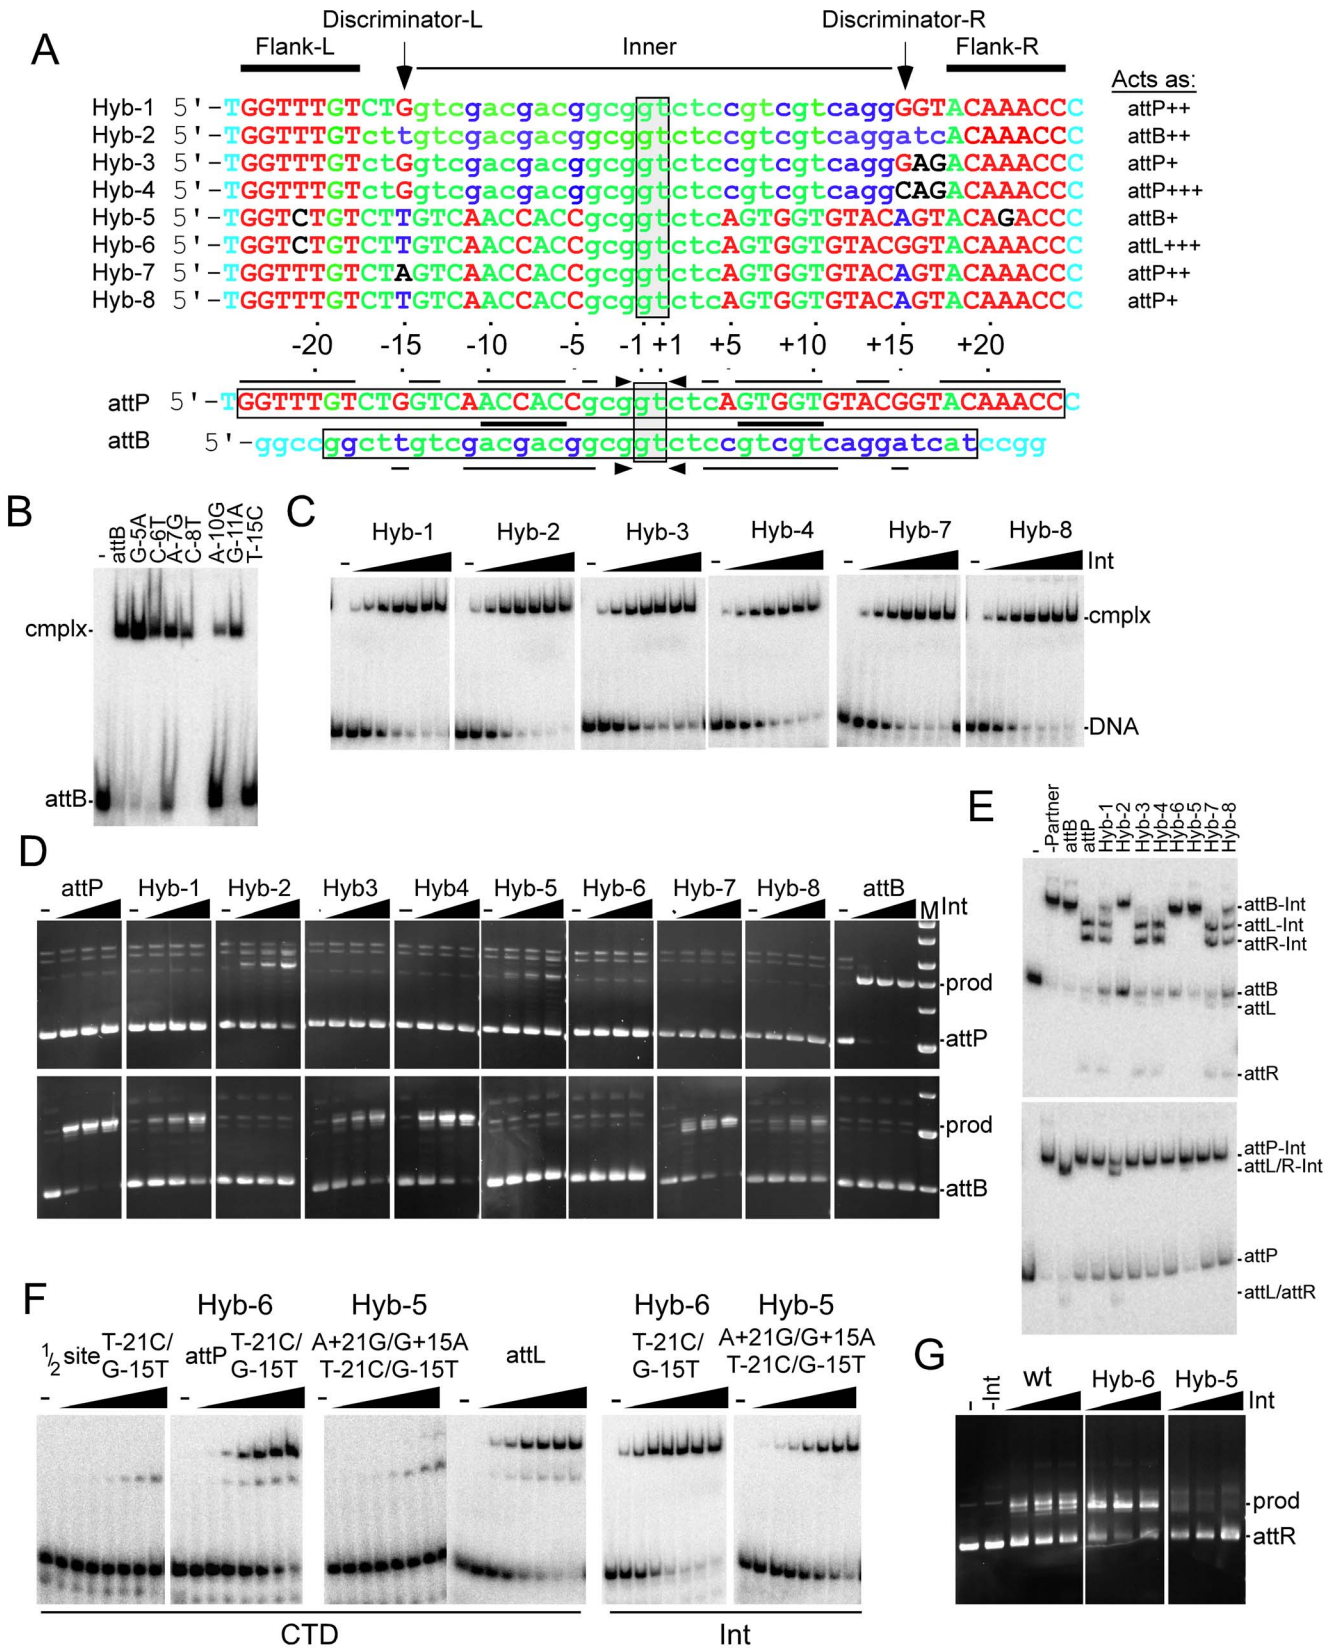 A
Discriminator-L
Discriminator-R
Flank-L
Inner
Flank-R
Acts as:
Hyb-1 5'-TGGTTTGTCTGgtcgacgacggcggtctccgtcgtcaggGGTACAAACCC attP++
Hyb-2 5'-TGGTTTGTcttgtcgacgacggcggtctccgtcgtcaggatcACAAACCC attB++
Hyb-3 5'-TGGTTTGTctGgtcgacgacggcggtctccgtcgtcaggGAGACAAACCC attP+
Hyb-4 5'-TGGTTTGTctGgtcgacgacggcggtctccgtcgtcaggCAGACAAACCC attP+++
Hyb-5 5'-TGGTCTGTCTTGTCAACCACCgcggtctcAGTGGTGTACAGTACAGACCC attB+
Hyb-6 5'-TGGTCTGTCTTGTCAACCACCgcggtctcAGTGGTGTACGGTACAAACCC attL+++
Hyb-7 5'-TGGTTTGTCTAGTCAACCACCgcggtctcAGTGGTGTACAGTACAAACCC attP++
Hyb-8 5'-TGGTTTGTCTTGTCAACCACCgcggtctcAGTGGTGTACAGTACAAACCC attP+
-20 -15 -10 -5 -1 +1 +5 +10 +15 +20
attP 5'-TGGTTTGTCTGGTCAACCACCgcggtctcAGTGGTGTACGGTACAAACCC
attB 5'-ggccggcttgtcgacgacggcggtctccgtcgtcaggatcatccgg
B
- attB G-5A C-6T A-7G C-8T A-10G G-11A T-15C
cmplx-
attB-
C
Hyb-1 Hyb-2 Hyb-3 Hyb-4 Hyb-7 Hyb-8
- - - - - - Int
-cmplx
-DNA
D
attP Hyb-1 Hyb-2 Hyb3 Hyb4 Hyb-5 Hyb-6 Hyb-7 Hyb-8 attB
M Int
-prod
-attP
-prod
-attB
E
- -Partner attB attP Hyb-1 Hyb-2 Hyb-3 Hyb-4 Hyb-6 Hyb-5 Hyb-7 Hyb-8
attB-Int
attL-Int
attR-Int
attB
attL
attR
attP-Int
attL/R-Int
attP
attL/attR
F
Hyb-6 Hyb-5 Hyb-6 Hyb-5
1/2 site T-21C/ G-15T
attP T-21C/ G-15T
A+21G/G+15A
T-21C/G-15T
attL
T-21C/
G-15T
A+21G/G+15A
T-21C/G-15T
- - - - - -
CTD
Int
G
- -Int wt Hyb-6 Hyb-5 Int
-prod
-attR